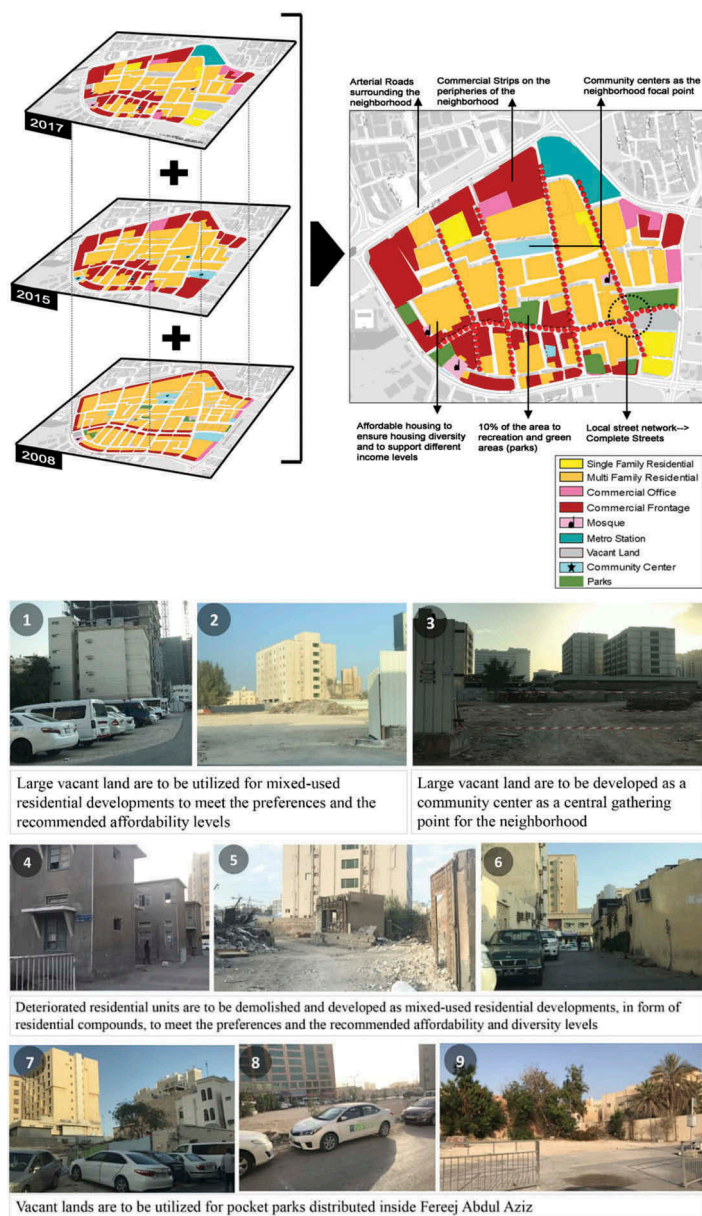 2017
2015
2008
Arterial Roads
surrounding the
neighborhood
Commercial Strips on the
peripheries of the
neighborhood
Community centers as the
neighborhood focal point
Affordable housing to
ensure housing diversity
and to support different
income levels
10% of the area to
recreation and green
areas (parks)
Local street network-->
Complete Streets
Single Family Residential
Multi Family Residential
Commercial Office
Commercial Frontage
Mosque
Metro Station
Vacant Land
Community Center
Parks
1
2
3
Large vacant land are to be utilized for mixed-used
residential developments to meet the preferences and the
recommended affordability levels
Large vacant land are to be developed as a
community center as a central gathering
point for the neighborhood
4
5
6
Deteriorated residential units are to be demolished and developed as mixed-used residential developments, in form of
residential compounds, to meet the preferences and the recommended affordability and diversity levels
7
8
9
Vacant lands are to be utilized for pocket parks distributed inside Fereej Abdul Aziz